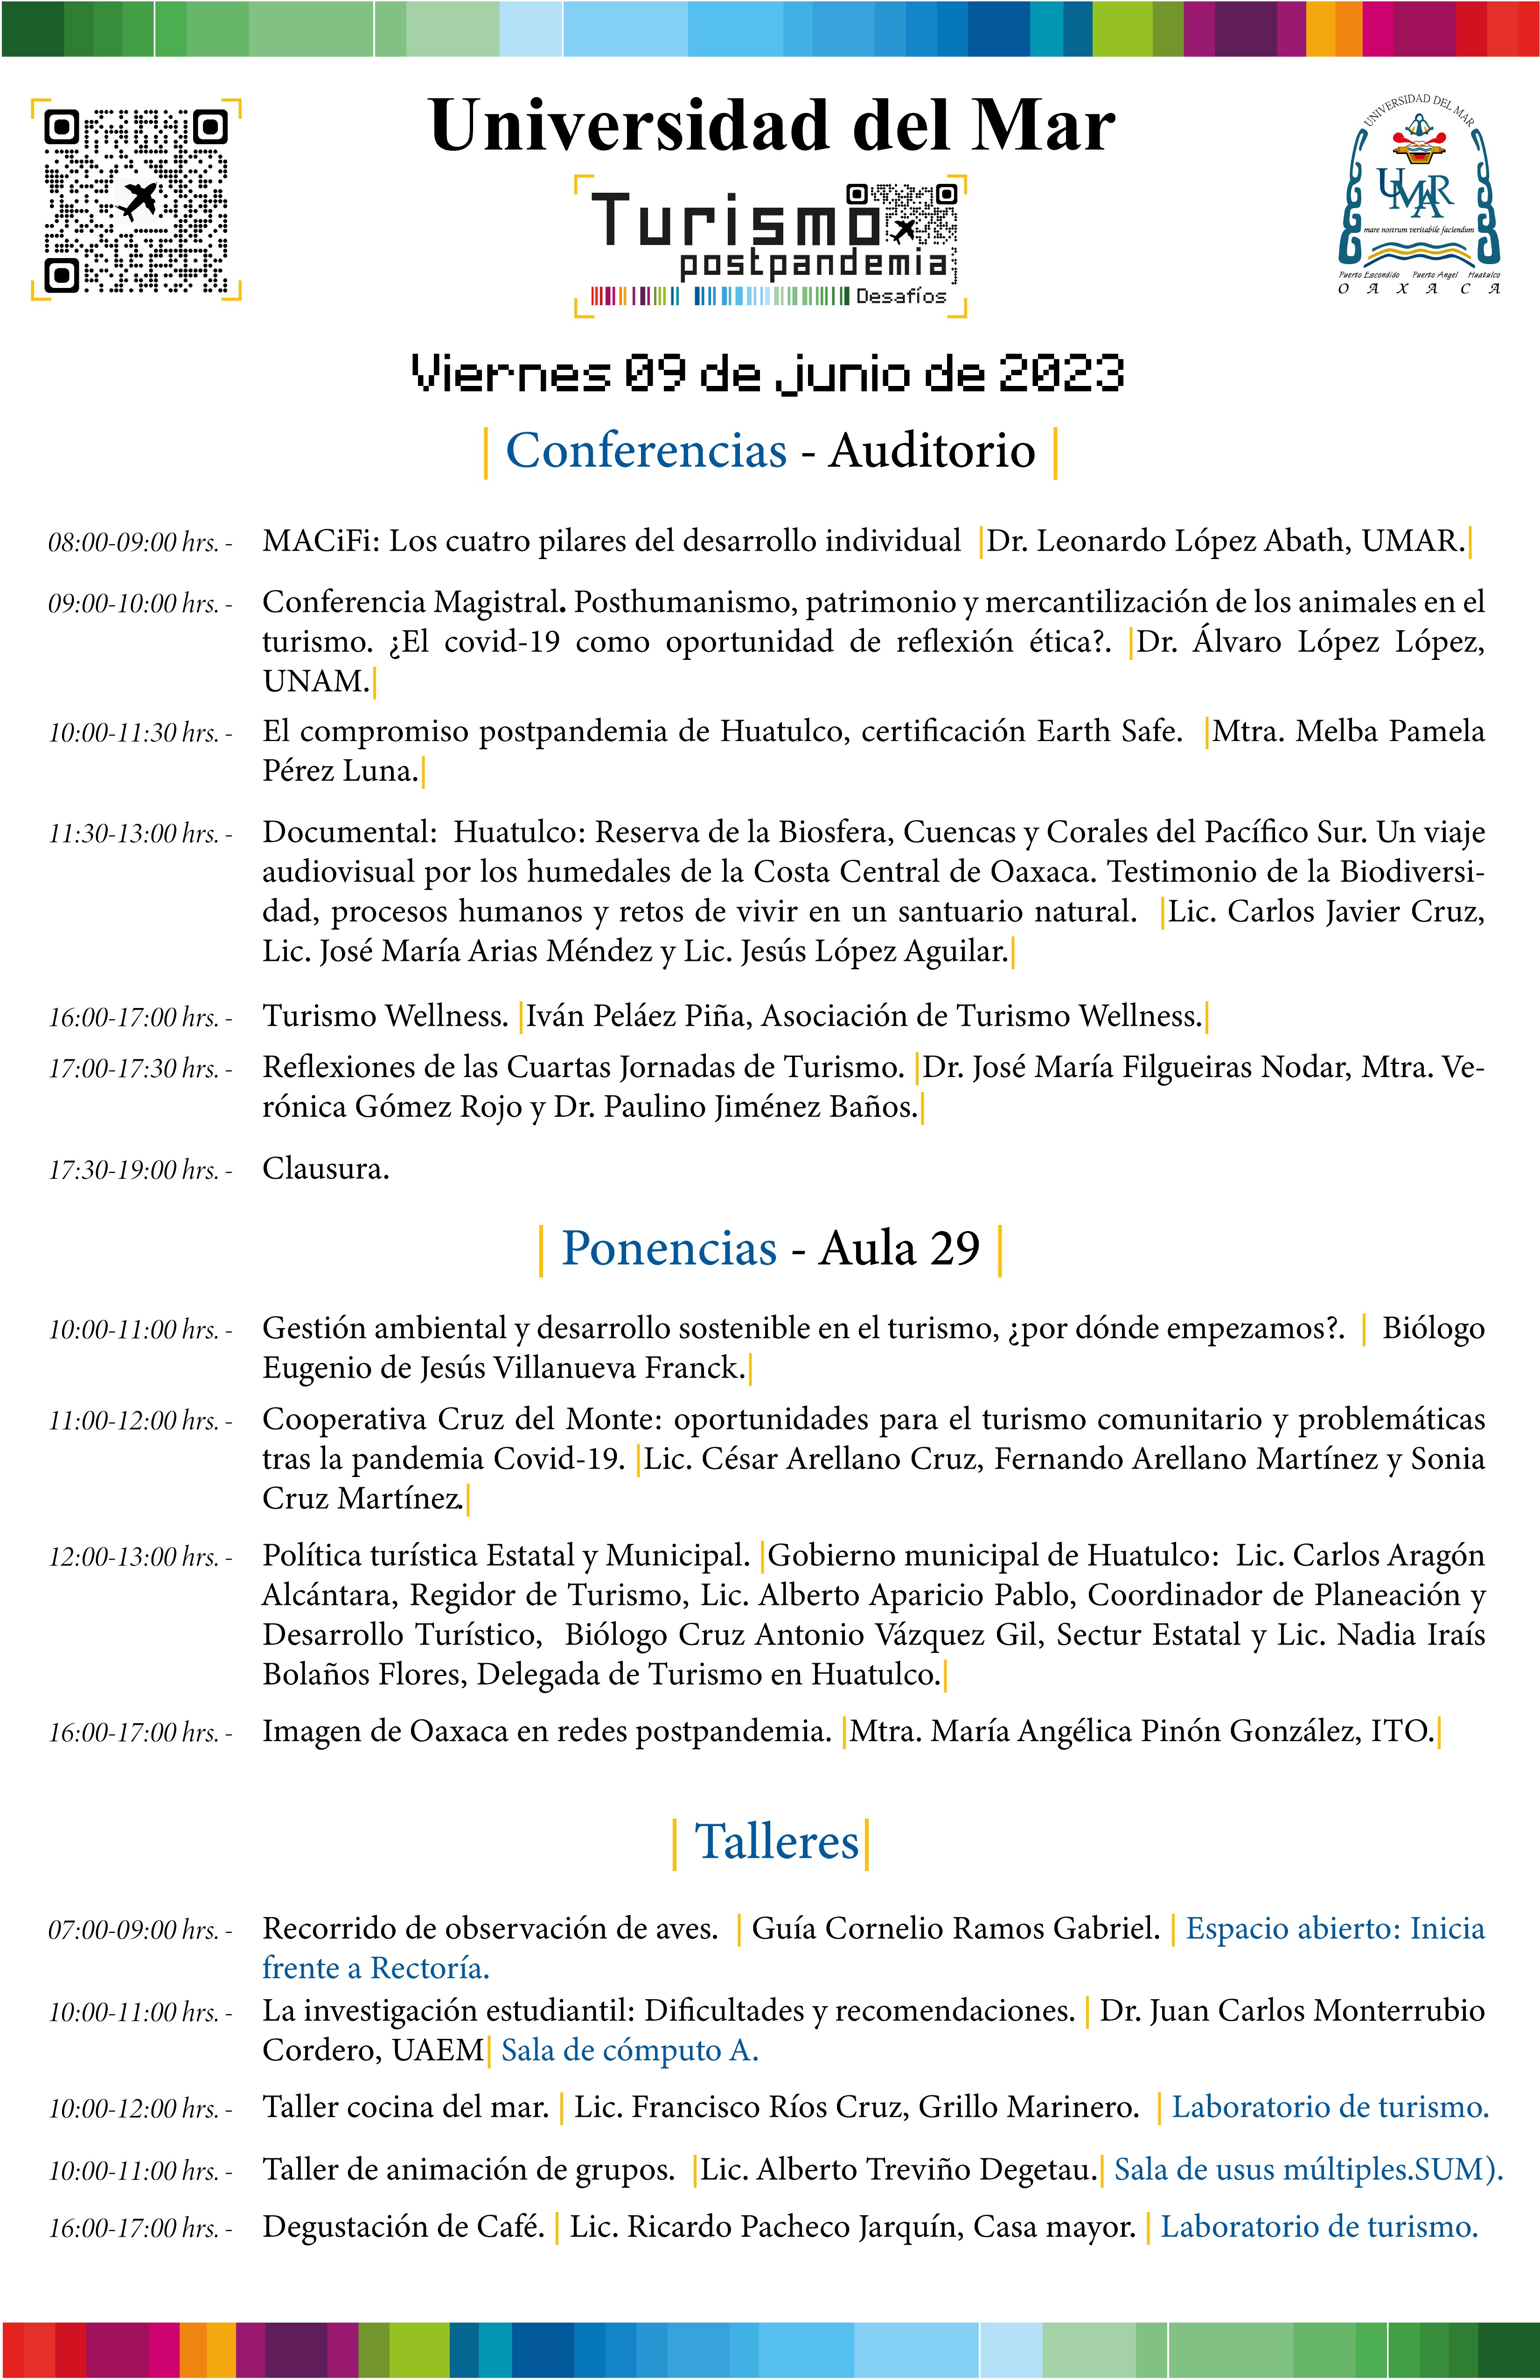 Universidad del Mar
Turismo
postpandemia
Desafíos
UNIVERSIDAD DEL MAR
UMAR
mare nostrum veritabile faciendum
Puerto Escondido Puerto Angel Huatulco
O A X A C A
Viernes 09 de junio de 2023
| Conferencias - Auditorio |
08:00-09:00 hrs. - MACiFi: Los cuatro pilares del desarrollo individual |Dr. Leonardo López Abath, UMAR.|
09:00-10:00 hrs. - Conferencia Magistral. Posthumanismo, patrimonio y mercantilización de los animales en el
turismo. ¿El covid-19 como oportunidad de reflexión ética?. |Dr. Álvaro López López,
UNAM.|
10:00-11:30 hrs. - El compromiso postpandemia de Huatulco, certificación Earth Safe. |Mtra. Melba Pamela
Pérez Luna.|
11:30-13:00 hrs. - Documental: Huatulco: Reserva de la Biosfera, Cuencas y Corales del Pacífico Sur. Un viaje
audiovisual por los humedales de la Costa Central de Oaxaca. Testimonio de la Biodiversi-
dad, procesos humanos y retos de vivir en un santuario natural. |Lic. Carlos Javier Cruz,
Lic. José María Arias Méndez y Lic. Jesús López Aguilar.|
16:00-17:00 hrs. - Turismo Wellness. |Iván Peláez Piña, Asociación de Turismo Wellness.|
17:00-17:30 hrs. - Reflexiones de las Cuartas Jornadas de Turismo. |Dr. José María Filgueiras Nodar, Mtra. Ve-
rónica Gómez Rojo y Dr. Paulino Jiménez Baños.|
17:30-19:00 hrs. - Clausura.
| Ponencias - Aula 29 |
10:00-11:00 hrs. - Gestión ambiental y desarrollo sostenible en el turismo, ¿por dónde empezamos?. | Biólogo
Eugenio de Jesús Villanueva Franck.|
11:00-12:00 hrs. - Cooperativa Cruz del Monte: oportunidades para el turismo comunitario y problemáticas
tras la pandemia Covid-19. |Lic. César Arellano Cruz, Fernando Arellano Martínez y Sonia
Cruz Martínez.|
12:00-13:00 hrs. - Política turística Estatal y Municipal. |Gobierno municipal de Huatulco: Lic. Carlos Aragón
Alcántara, Regidor de Turismo, Lic. Alberto Aparicio Pablo, Coordinador de Planeación y
Desarrollo Turístico, Biólogo Cruz Antonio Vázquez Gil, Sectur Estatal y Lic. Nadia Iraís
Bolaños Flores, Delegada de Turismo en Huatulco.|
16:00-17:00 hrs. - Imagen de Oaxaca en redes postpandemia. |Mtra. María Angélica Pinón González, ITO.|
| Talleres|
07:00-09:00 hrs. - Recorrido de observación de aves. | Guía Cornelio Ramos Gabriel. | Espacio abierto: Inicia
frente a Rectoría.
10:00-11:00 hrs. - La investigación estudiantil: Dificultades y recomendaciones. | Dr. Juan Carlos Monterrubio
Cordero, UAEM| Sala de cómputo A.
10:00-12:00 hrs. - Taller cocina del mar. | Lic. Francisco Ríos Cruz, Grillo Marinero. | Laboratorio de turismo.
10:00-11:00 hrs. - Taller de animación de grupos. |Lic. Alberto Treviño Degetau.| Sala de usus múltiples.SUM).
16:00-17:00 hrs. - Degustación de Café. | Lic. Ricardo Pacheco Jarquín, Casa mayor. | Laboratorio de turismo.